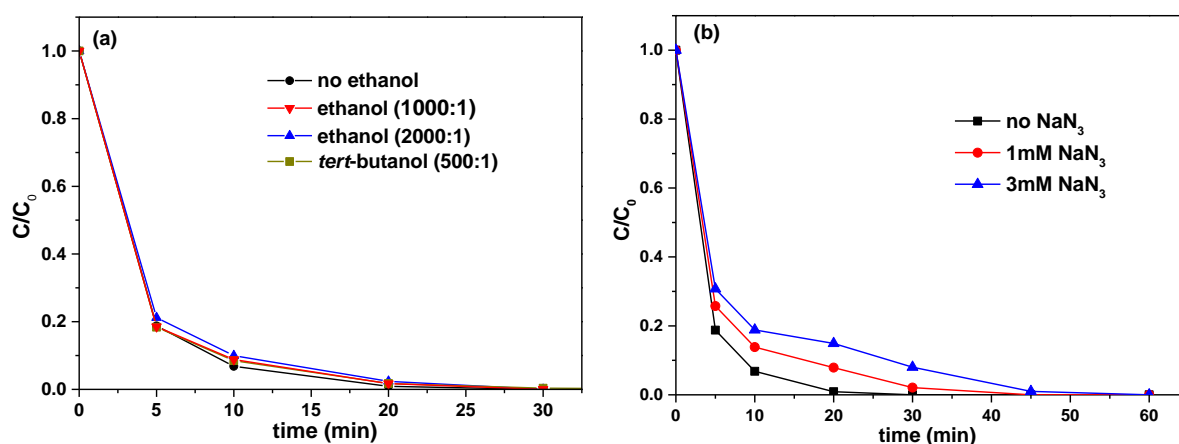 (a)
no ethanol
ethanol (1000:1)
ethanol (2000:1)
tert-butanol (500:1)
C/C₀
1.0
0.8
0.6
0.4
0.2
0.0
0 5 10 15 20 25 30
time (min)
(b)
no NaN₃
1mM NaN₃
3mM NaN₃
C/C₀
1.0
0.8
0.6
0.4
0.2
0.0
0 10 20 30 40 50 60
time (min)